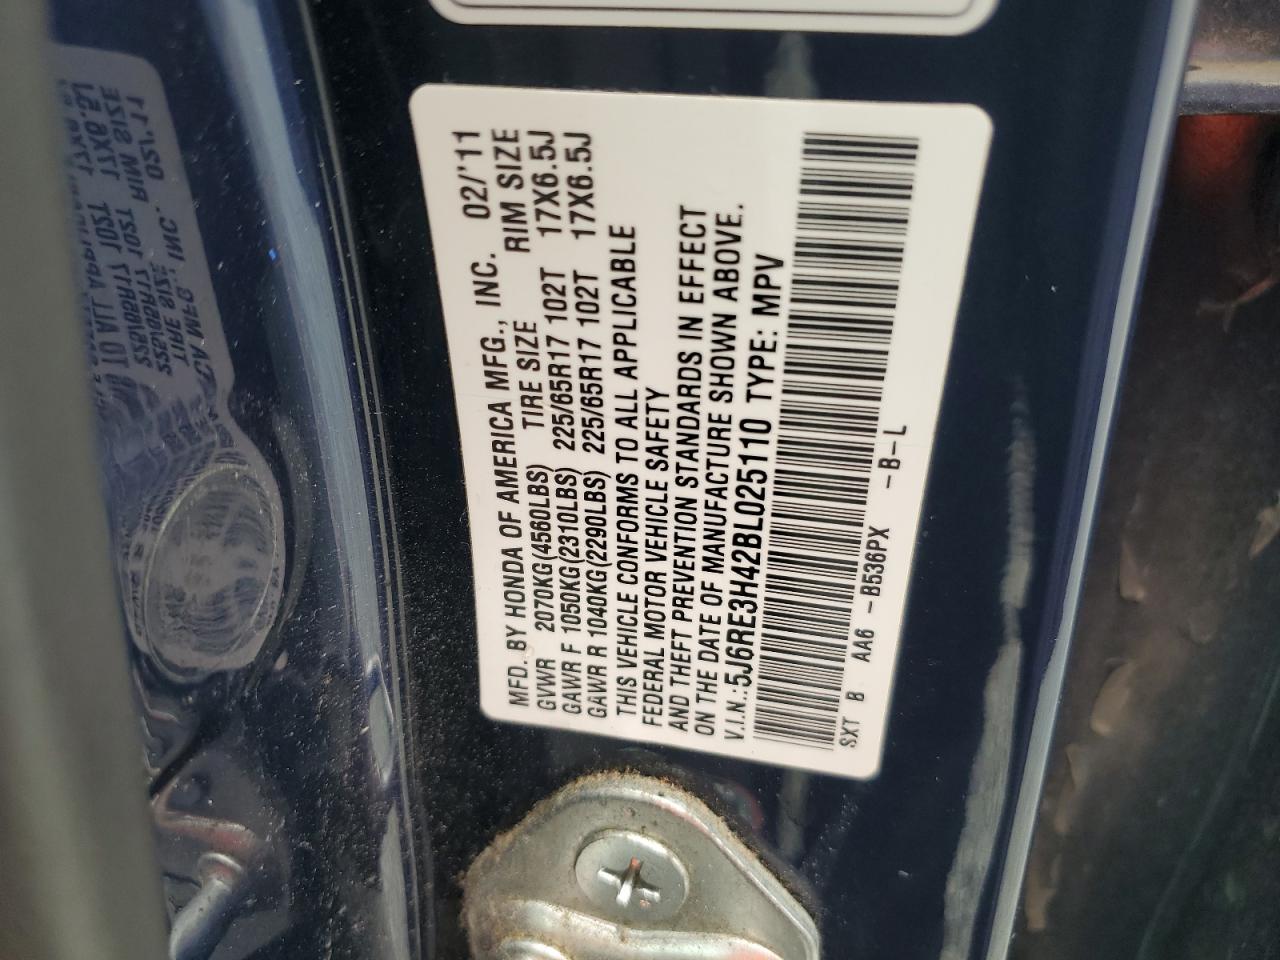 MFD. BY HONDA OF AMERICA MFG., INC. 02/'11
GVWR 2070KG(4560LBS) TIRE SIZE RIM SIZE
GAWR F 1050KG(2310LBS) 225/65R17 102T 17X6.5J
GAWR R 1040KG(2290LBS) 225/65R17 102T 17X6.5J
THIS VEHICLE CONFORMS TO ALL APPLICABLE
FEDERAL MOTOR VEHICLE SAFETY
AND THEFT PREVENTION STANDARDS IN EFFECT
ON THE DATE OF MANUFACTURE SHOWN ABOVE.
V.I.N.:5J6RE3H42BL025110 TYPE: MPV
SXT B AA6 -B536PX -B-L